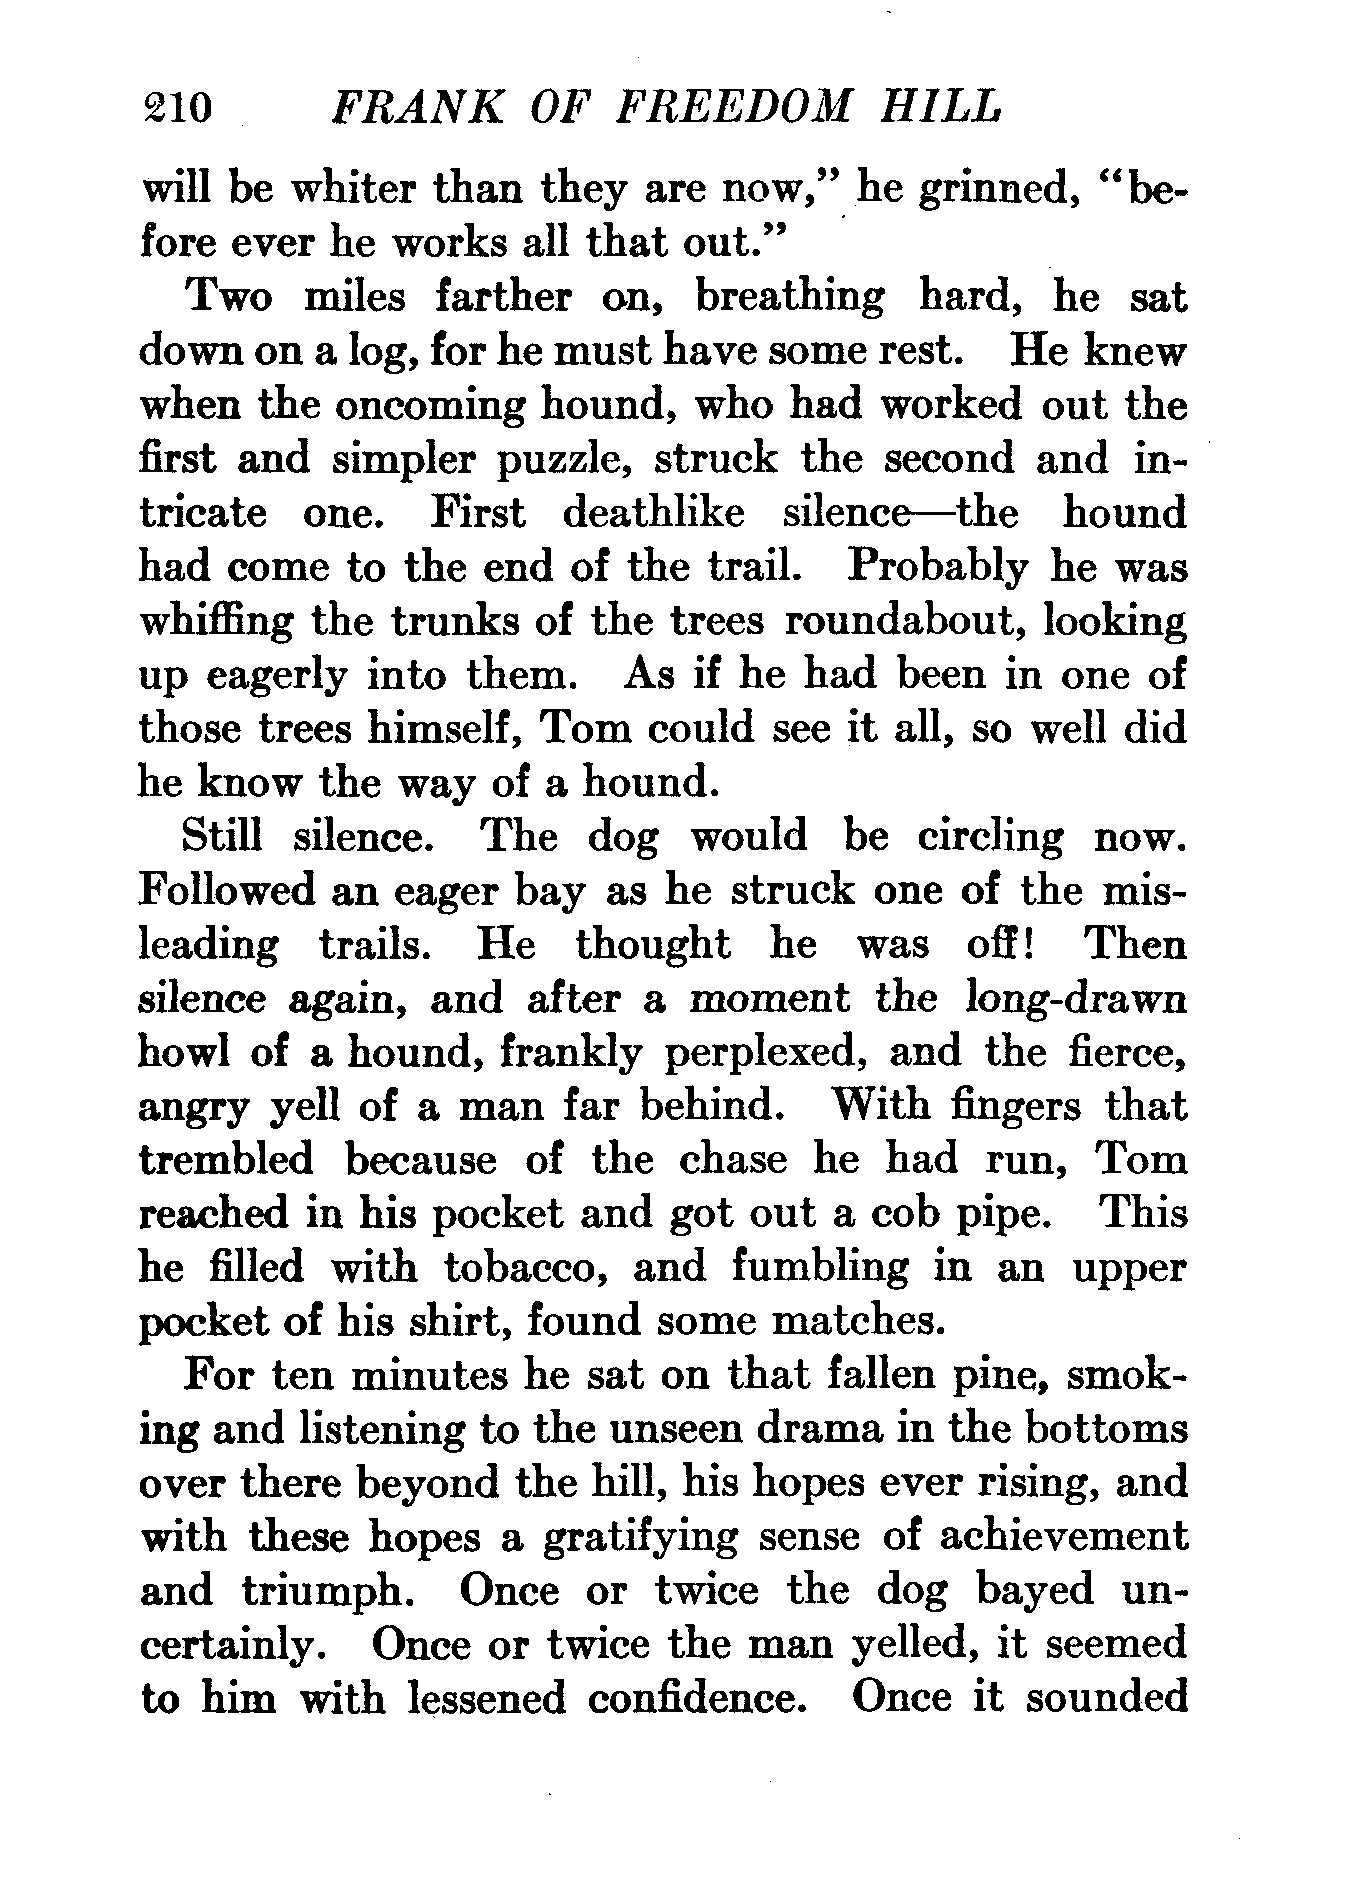 210 FRANK OF FREEDOM HILL
will be whiter than they are now,” he grinned, “be-
fore ever he works all that out.”
Two miles farther on, breathing hard, he sat
down on a log, for he must have some rest. He knew
when the oncoming hound, who had worked out the
first and simpler puzzle, struck the second and in-
tricate one. First deathlike silence—the hound
had come to the end of the trail. Probably he was
whiffing the trunks of the trees roundabout, looking
up eagerly into them. As if he had been in one of
those trees himself, Tom could see it all, so well did
he know the way of a hound.
Still silence. The dog would be circling now.
Followed an eager bay as he struck one of the mis-
leading trails. He thought he was off! Then
silence again, and after a moment the long-drawn
howl of a hound, frankly perplexed, and the fierce,
angry yell of a man far behind. With fingers that
trembled because of the chase he had run, Tom
reached in his pocket and got out a cob pipe. This
he filled with tobacco, and fumbling in an upper
pocket of his shirt, found some matches.
For ten minutes he sat on that fallen pine, smok-
ing and listening to the unseen drama in the bottoms
over there beyond the hill, his hopes ever rising, and
with these hopes a gratifying sense of achievement
and triumph. Once or twice the dog bayed un-
certainly. Once or twice the man yelled, it seemed
to him with lessened confidence. Once it sounded